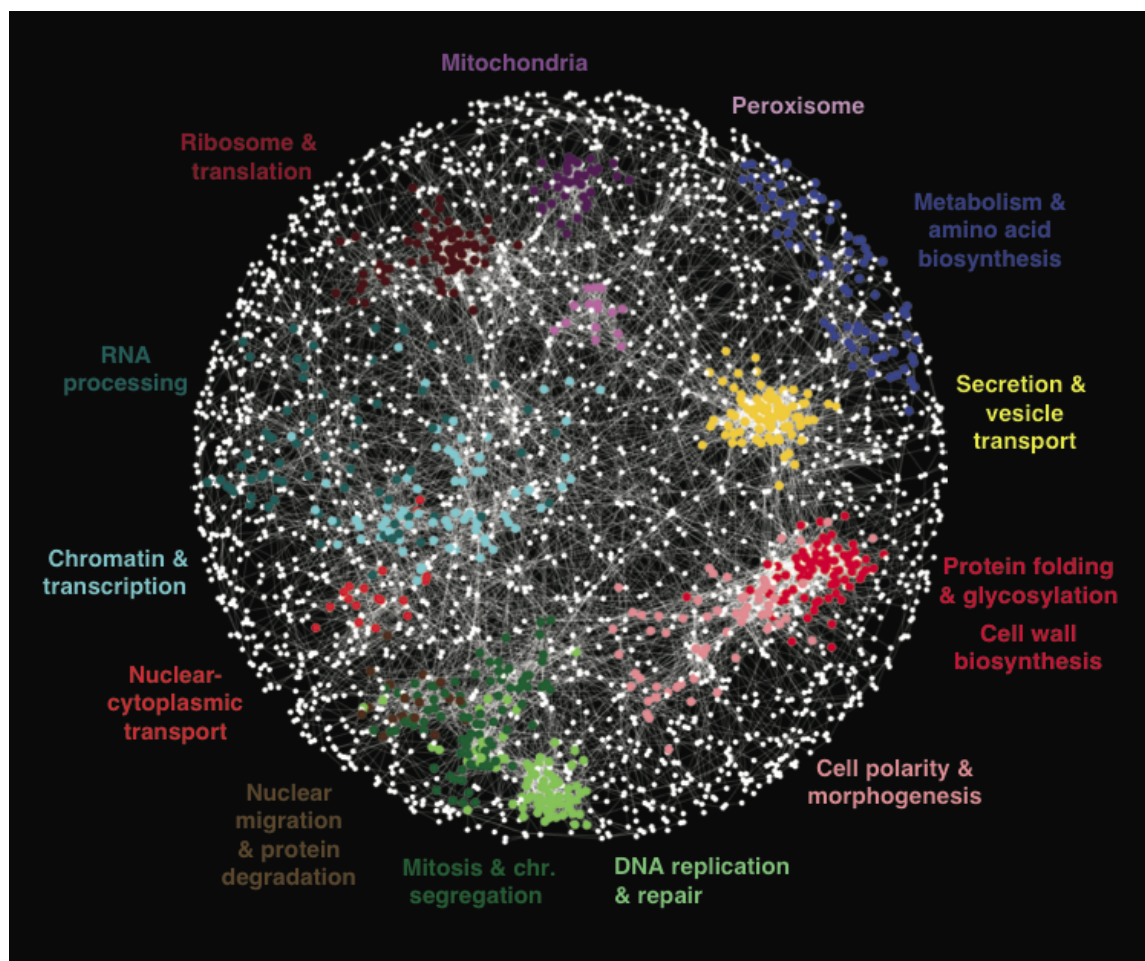 Mitochondria
Peroxisome
Ribosome &
translation
Metabolism &
amino acid
biosynthesis
RNA
processing
Secretion &
vesicle
transport
Chromatin &
transcription
Protein folding
& glycosylation
Cell wall
biosynthesis
Nuclear-
cytoplasmic
transport
Cell polarity &
morphogenesis
Nuclear
migration
& protein
degradation
Mitosis & chr.
segregation
DNA replication
& repair